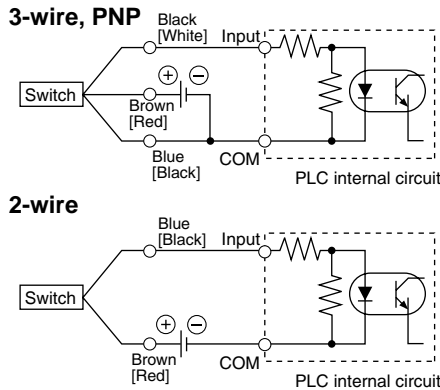 3-wire, PNP
Black
[White]
Input
Switch
+ −
Brown
[Red]
Blue
[Black]
COM
PLC internal circuit
2-wire
Blue
[Black]
Input
Switch
+ −
Brown
[Red]
COM
PLC internal circuit